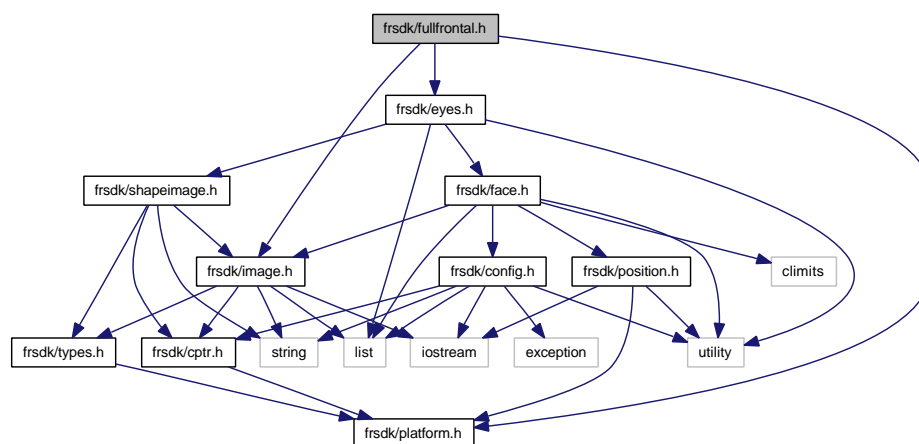 frsdk/fullfrontal.h
frsdk/eyes.h
frsdk/shapeimage.h
frsdk/face.h
frsdk/image.h
frsdk/config.h
frsdk/position.h
climits
frsdk/types.h
frsdk/cptr.h
string
list
iostream
exception
utility
frsdk/platform.h